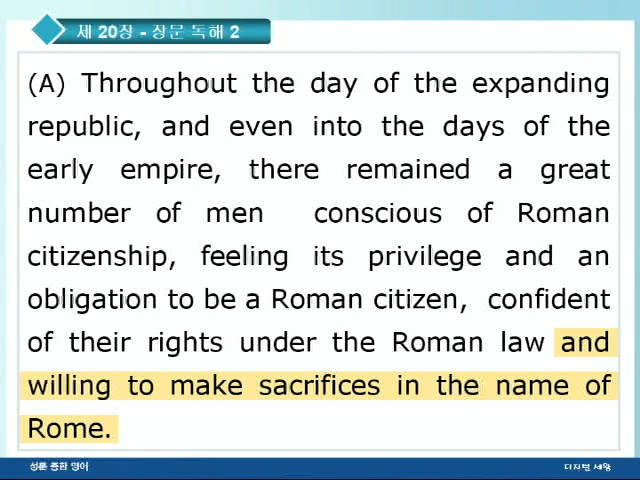 제 20장 - 장문 독해 2
(A) Throughout the day of the expanding
republic, and even into the days of the
early empire, there remained a great
number of men conscious of Roman
citizenship, feeling its privilege and an
obligation to be a Roman citizen, confident
of their rights under the Roman law and
willing to make sacrifices in the name of
Rome.
성문 종합 영어
디지털 세왕